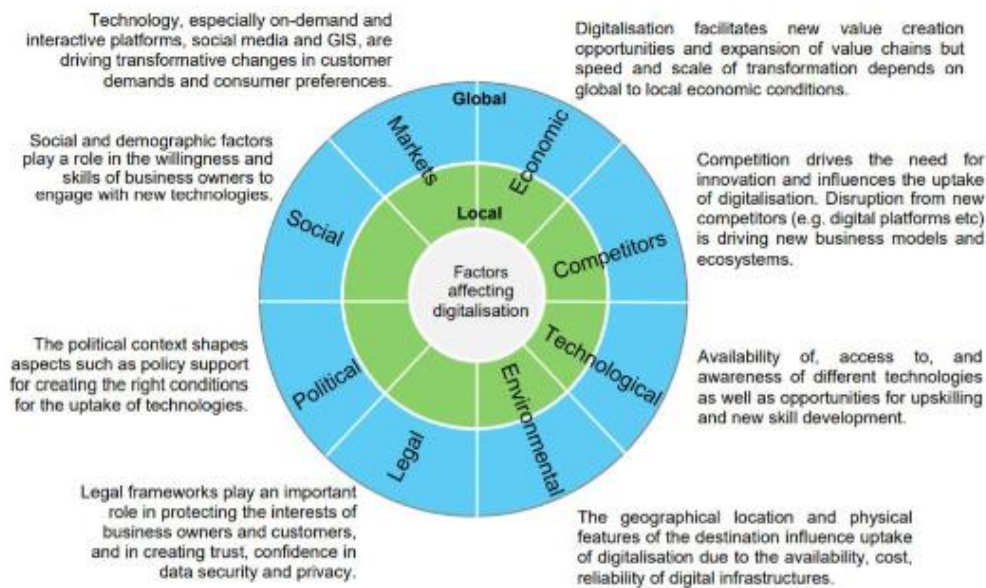 Technology, especially on-demand and
interactive platforms, social media and GIS, are
driving transformative changes in customer
demands and consumer preferences.
Digitalisation facilitates new value creation
opportunities and expansion of value chains but
speed and scale of transformation depends on
global to local economic conditions.
Social and demographic factors
play a role in the willingness and
skills of business owners to
engage with new technologies.
Competition drives the need for
innovation and influences the uptake
of digitalisation. Disruption from new
competitors (e.g. digital platforms etc)
is driving new business models and
ecosystems.
The political context shapes
aspects such as policy support
for creating the right conditions
for the uptake of technologies.
Availability of, access to, and
awareness of different technologies
as well as opportunities for upskilling
and new skill development.
Legal frameworks play an important
role in protecting the interests of
business owners and customers,
and in creating trust, confidence in
data security and privacy.
The geographical location and physical
features of the destination influence uptake
of digitalisation due to the availability, cost,
reliability of digital infrastructures.
Global
Local
Factors
affecting
digitalisation
Markets
Economic
Competitors
Technological
Environmental
Legal
Political
Social